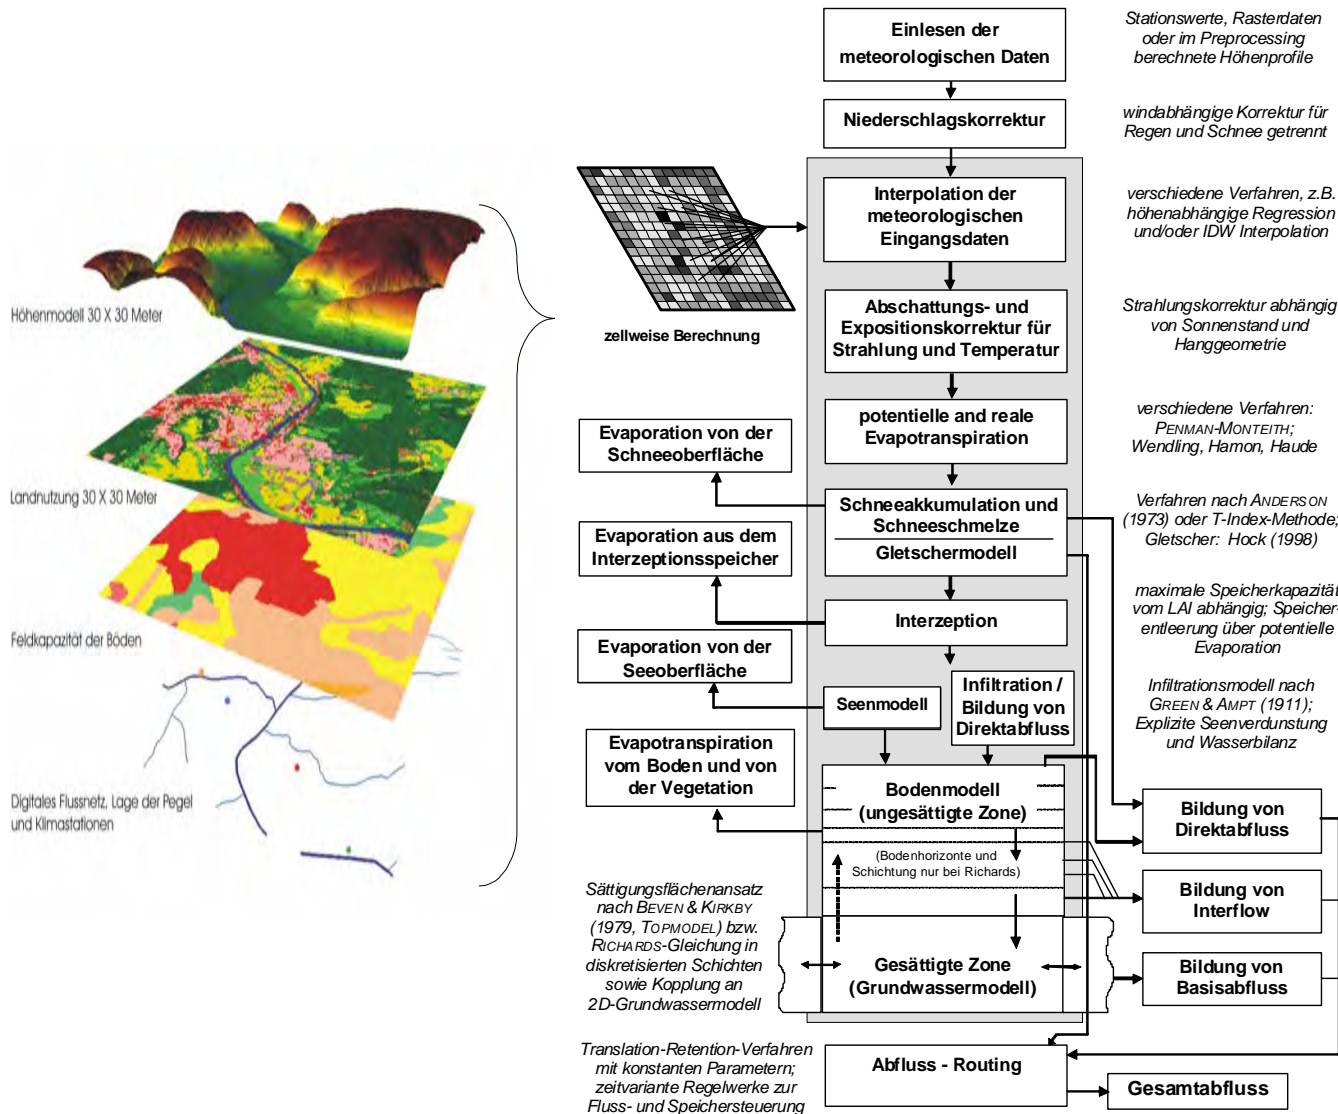 Einlesen der
meteorologischen Daten
Stationswerte, Rasterdaten
oder im Preprocessing
berechnete Höhenprofile
Niederschlagskorrektur
windabhängige Korrektur für
Regen und Schnee getrennt
Interpolation der
meteorologischen
Eingangsdaten
verschiedene Verfahren, z.B.
höhenabhängige Regression
und/oder IDW Interpolation
zellweise Berechnung
Abschattungs- und
Expositionskorrektur für
Strahlung und Temperatur
Strahlungskorrektur abhängig
von Sonnenstand und
Hanggeometrie
Höhenmodell 30 X 30 Meter
Landnutzung 30 X 30 Meter
Feldkapazität der Böden
Digitales Flussnetz, Lage der Pegel
und Klimastationen
potentielle and reale
Evapotranspiration
verschiedene Verfahren:
PENMAN-MONTEITH;
Wendling, Hamon, Haude
Evaporation von der
Schneeoberfläche
Schneeakkumulation und
Schneeschmelze
Gletschermodell
Verfahren nach ANDERSON
(1973) oder T-Index-Methode;
Gletscher: Hock (1998)
Evaporation aus dem
Interzeptionsspeicher
Interzeption
maximale Speicherkapazität
vom LAI abhängig; Speicher-
entleerung über potentielle
Evaporation
Evaporation von der
Seeoberfläche
Seenmodell
Infiltration /
Bildung von
Direktabfluss
Infiltrationsmodell nach
GREEN & AMPT (1911);
Explizite Seenverdunstung
und Wasserbilanz
Evapotranspiration
vom Boden und von
der Vegetation
Bodenmodell
(ungesättigte Zone)
(Bodenhorizonte und
Schichtung nur bei Richards)
Bildung von
Direktabfluss
Bildung von
Interflow
Sättigungsflächenansatz
nach BEVEN & KIRKBY
(1979, TOPMODEL) bzw.
RICHARDS-Gleichung in
diskretisierten Schichten
sowie Kopplung an
2D-Grundwassermodell
Gesättigte Zone
(Grundwassermodell)
Bildung von
Basisabfluss
Translation-Retention-Verfahren
mit konstanten Parametern;
zeitvariante Regelwerke zur
Fluss- und Speichersteuerung
Abfluss - Routing
Gesamtabfluss